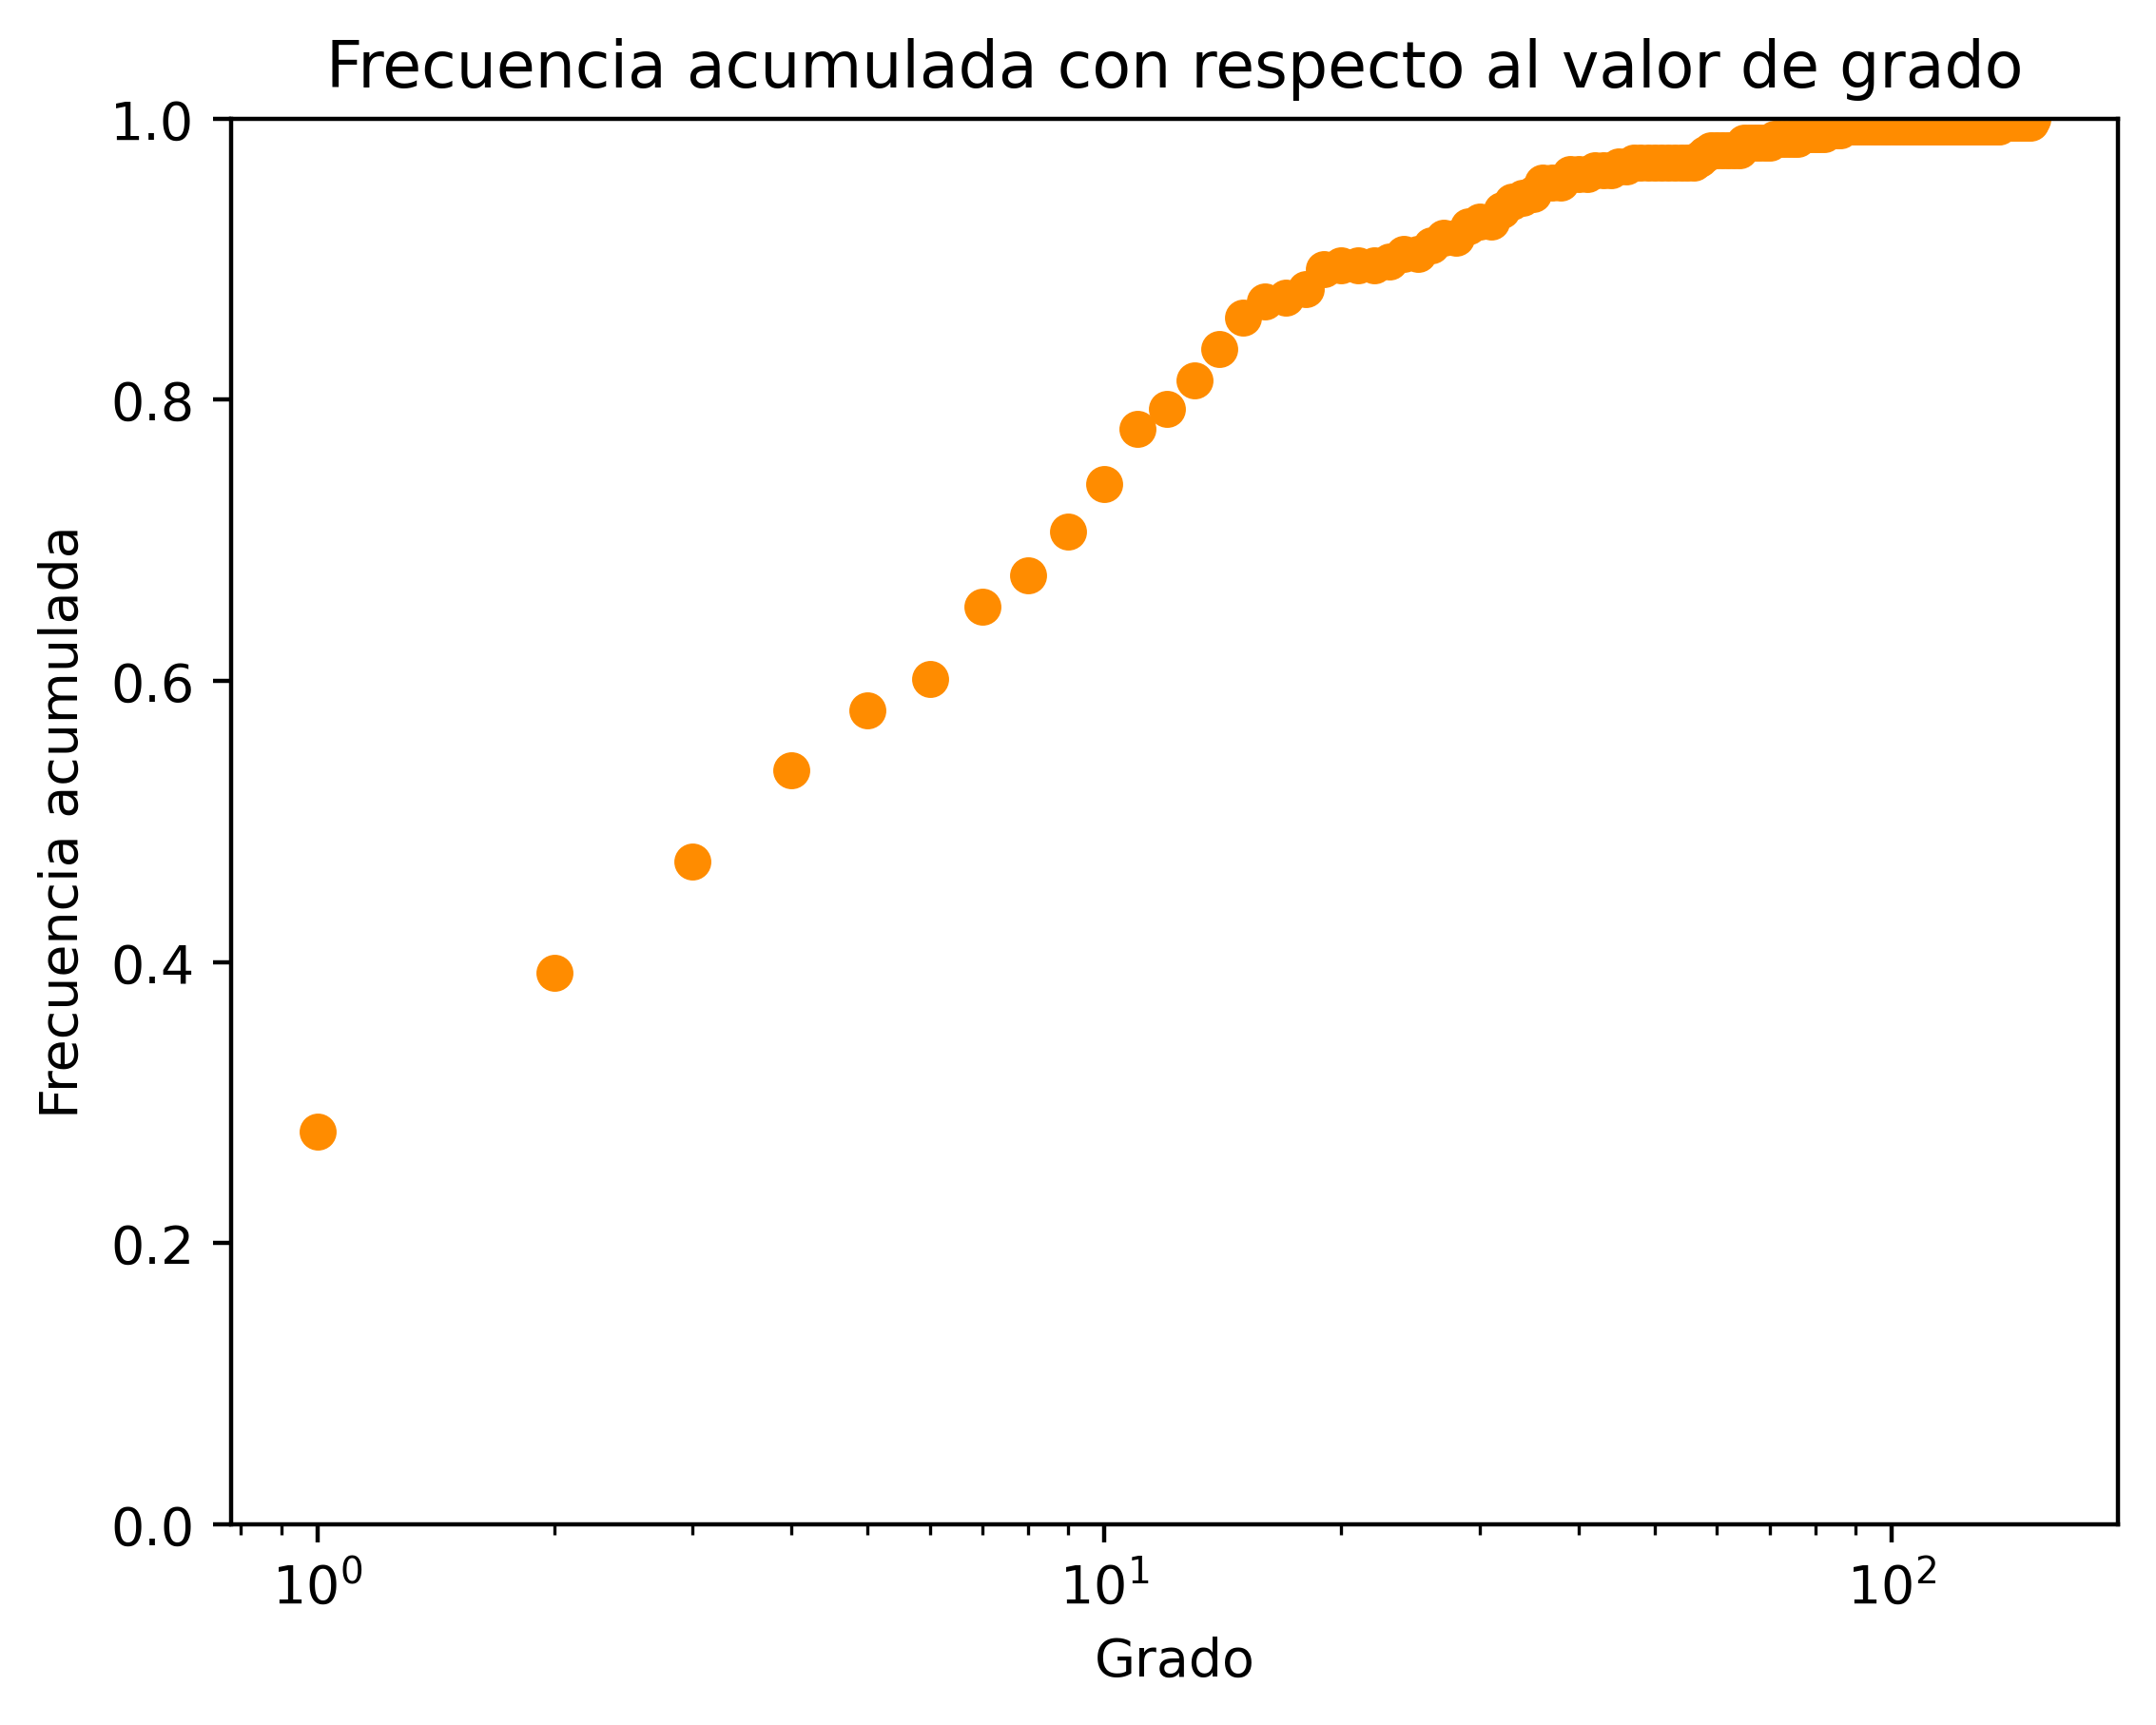 Frecuencia acumulada con respecto al valor de grado
Frecuencia acumulada
1.0
0.8
0.6
0.4
0.2
0.0
10⁰ 10¹ 10²
Grado